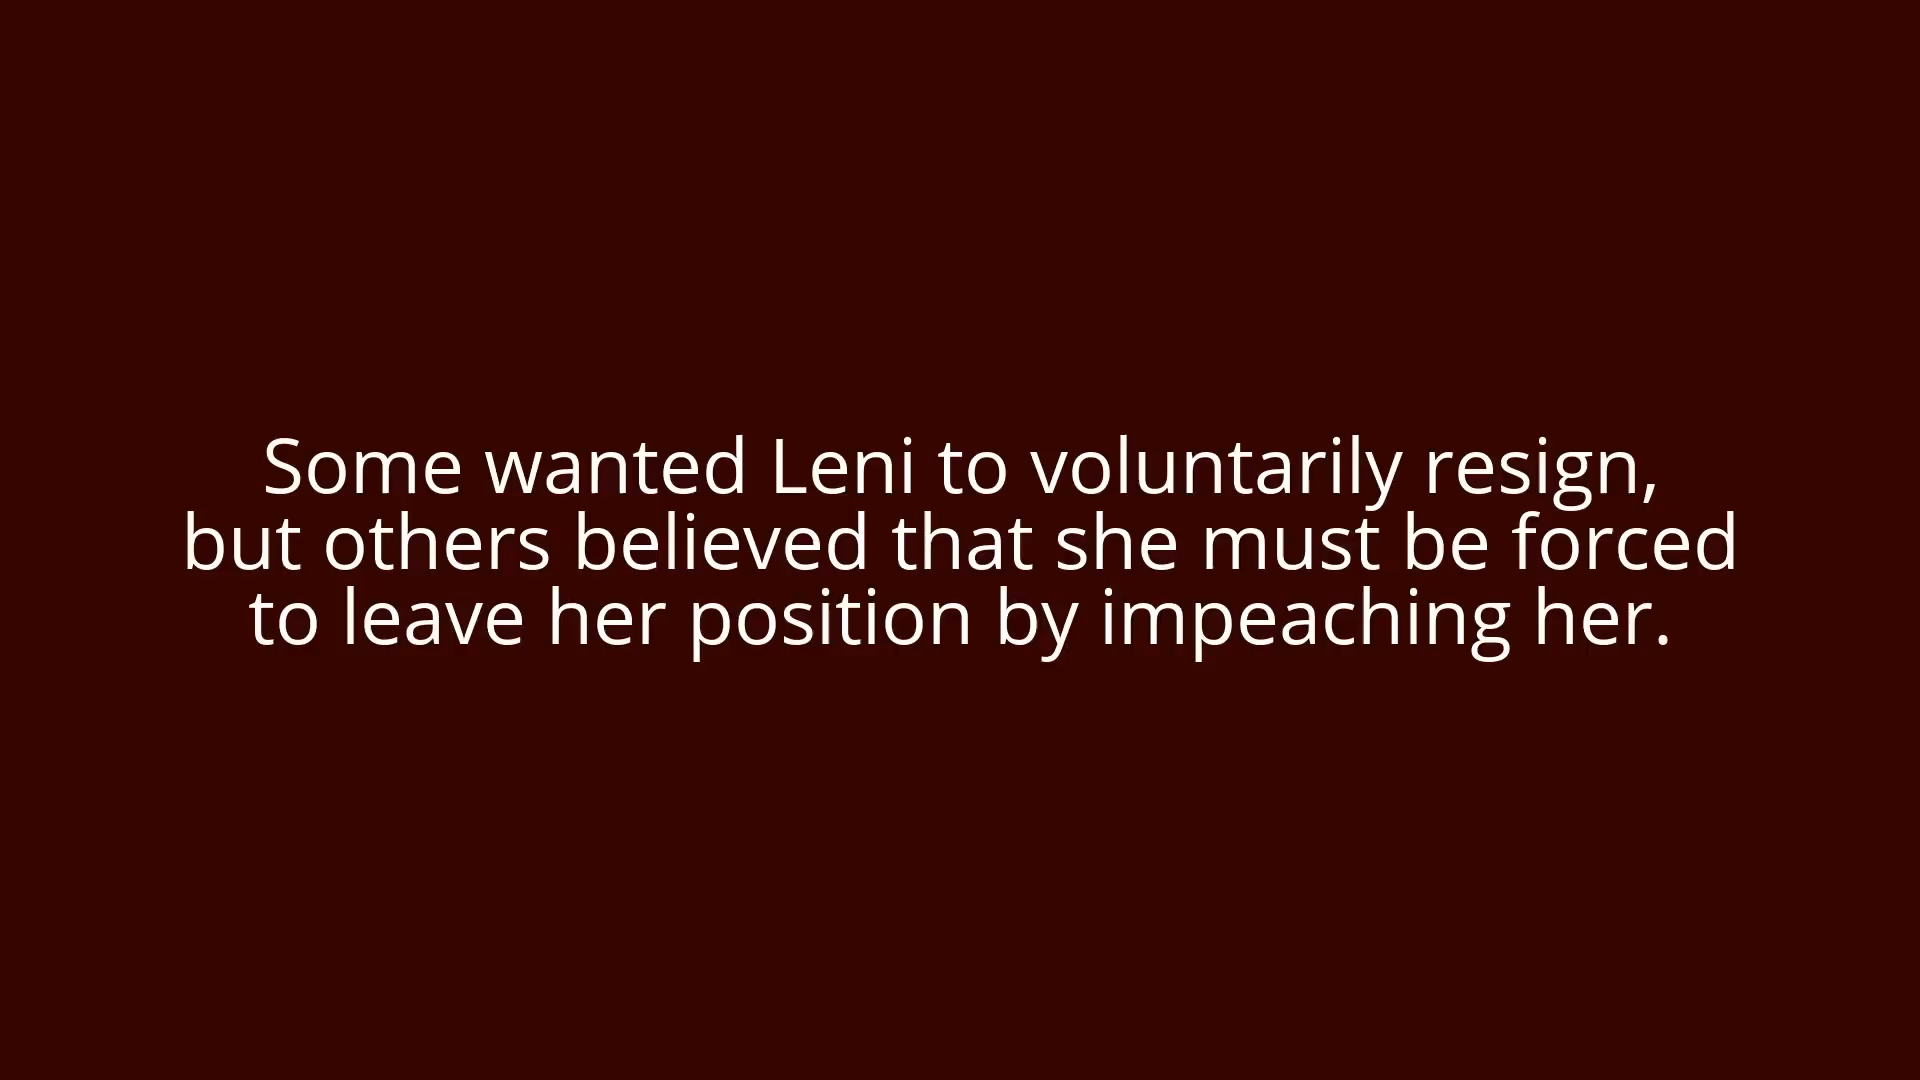 Some wanted Leni to voluntarily resign,
but others believed that she must be forced
to leave her position by impeaching her.